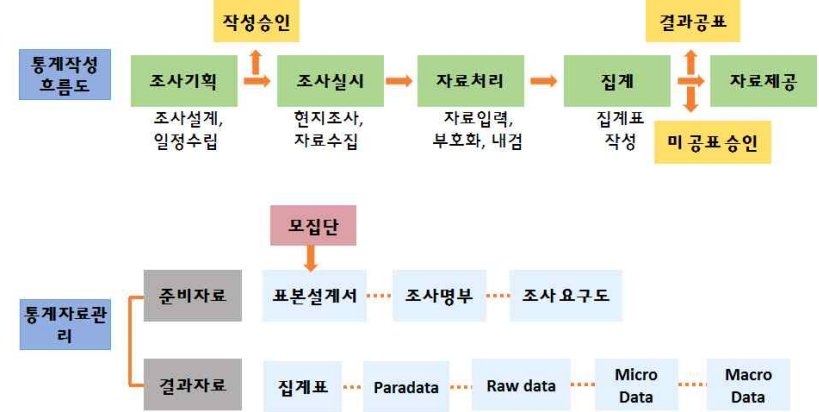 작성승인
결과공표
통계작성
흐름도
조사기획
조사실시
자료처리
집계
자료제공
조사설계,
일정수립
현지조사,
자료수집
자료입력,
부호화, 내검
집계표
작성
미 공표 승인
모집단
통계자료관
리
준비자료
표본설계서
조사명부
조사 요구도
결과자료
집계표
Paradata
Raw data
Micro
Data
Macro
Data